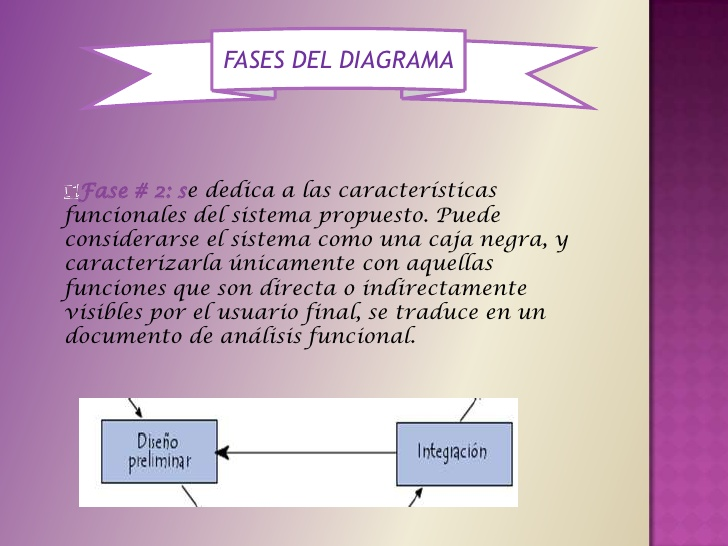 FASES DEL DIAGRAMA
Fase # 2: se dedica a las características
funcionales del sistema propuesto. Puede
considerarse el sistema como una caja negra, y
caracterizarla únicamente con aquellas
funciones que son directa o indirectamente
visibles por el usuario final, se traduce en un
documento de análisis funcional.
Diseño
preliminar
Integración